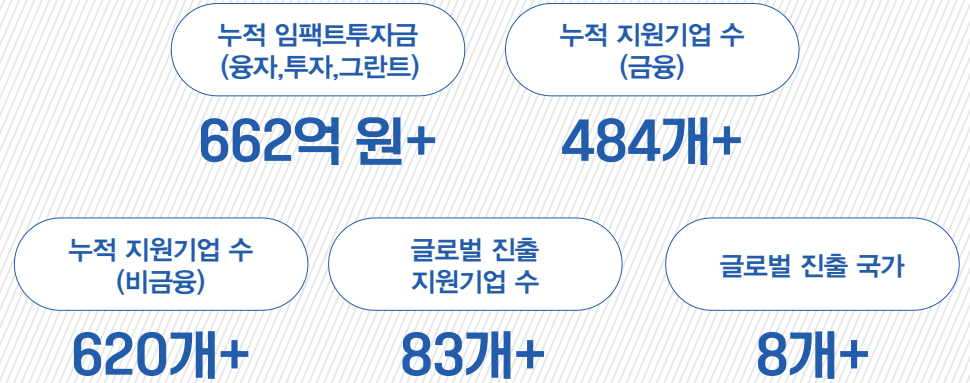 누적 임팩트투자금
(융자,투자,그란트)
662억 원+
누적 지원기업 수
(금융)
484개+
누적 지원기업 수
(비금융)
620개+
글로벌 진출
지원기업 수
83개+
글로벌 진출 국가
8개+